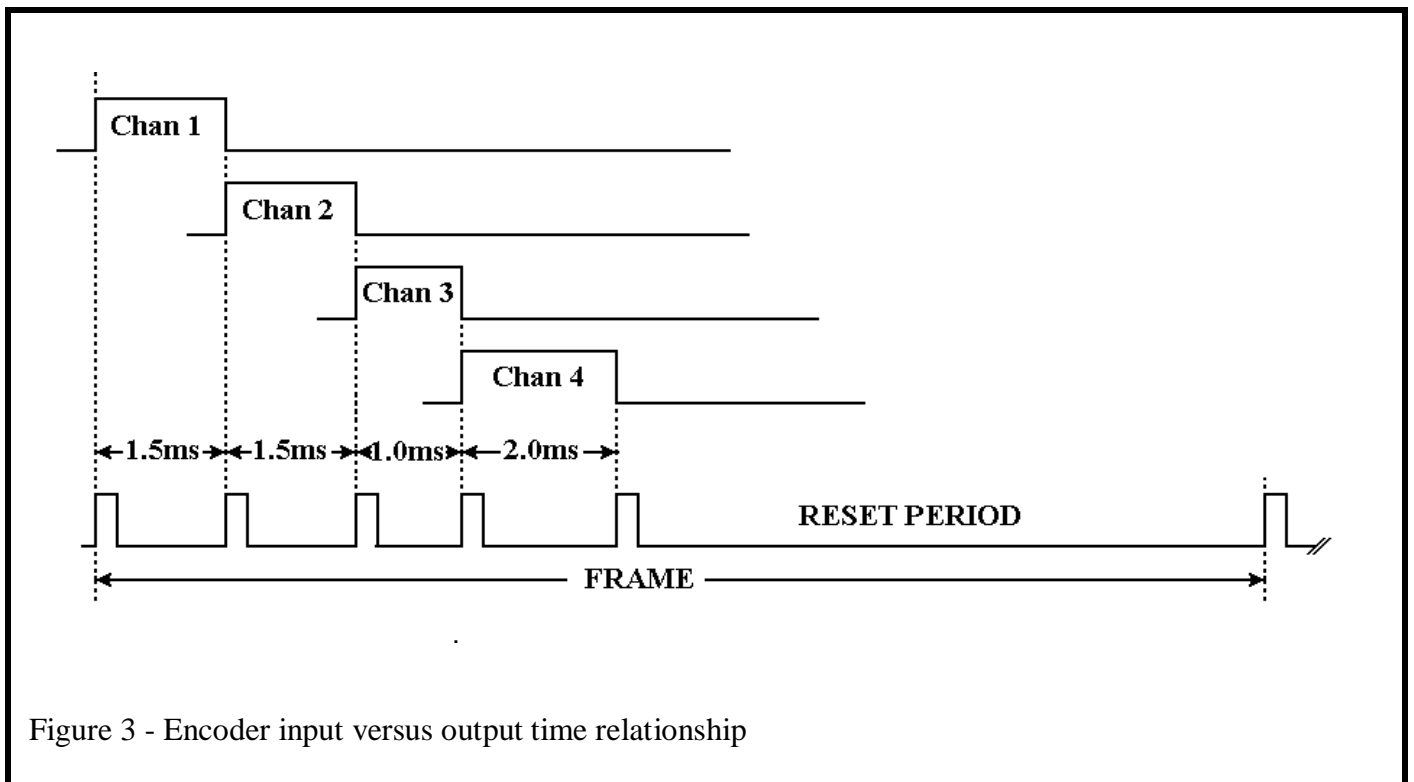 Chan 1
Chan 2
Chan 3
Chan 4
1.5ms 1.5ms 1.0ms 2.0ms
RESET PERIOD
FRAME
Figure 3 - Encoder input versus output time relationship